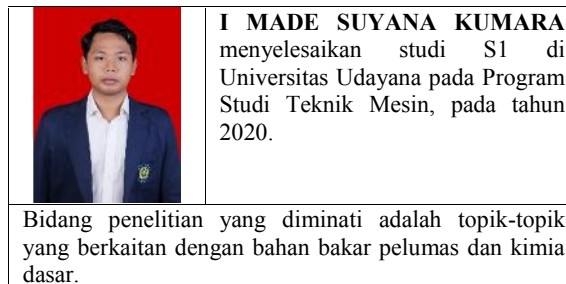 I MADE SUYANA KUMARA
menyelesaikan studi S1 di
Universitas Udayana pada Program
Studi Teknik Mesin, pada tahun
2020.
Bidang penelitian yang diminati adalah topik-topik
yang berkaitan dengan bahan bakar pelumas dan kimia
dasar.